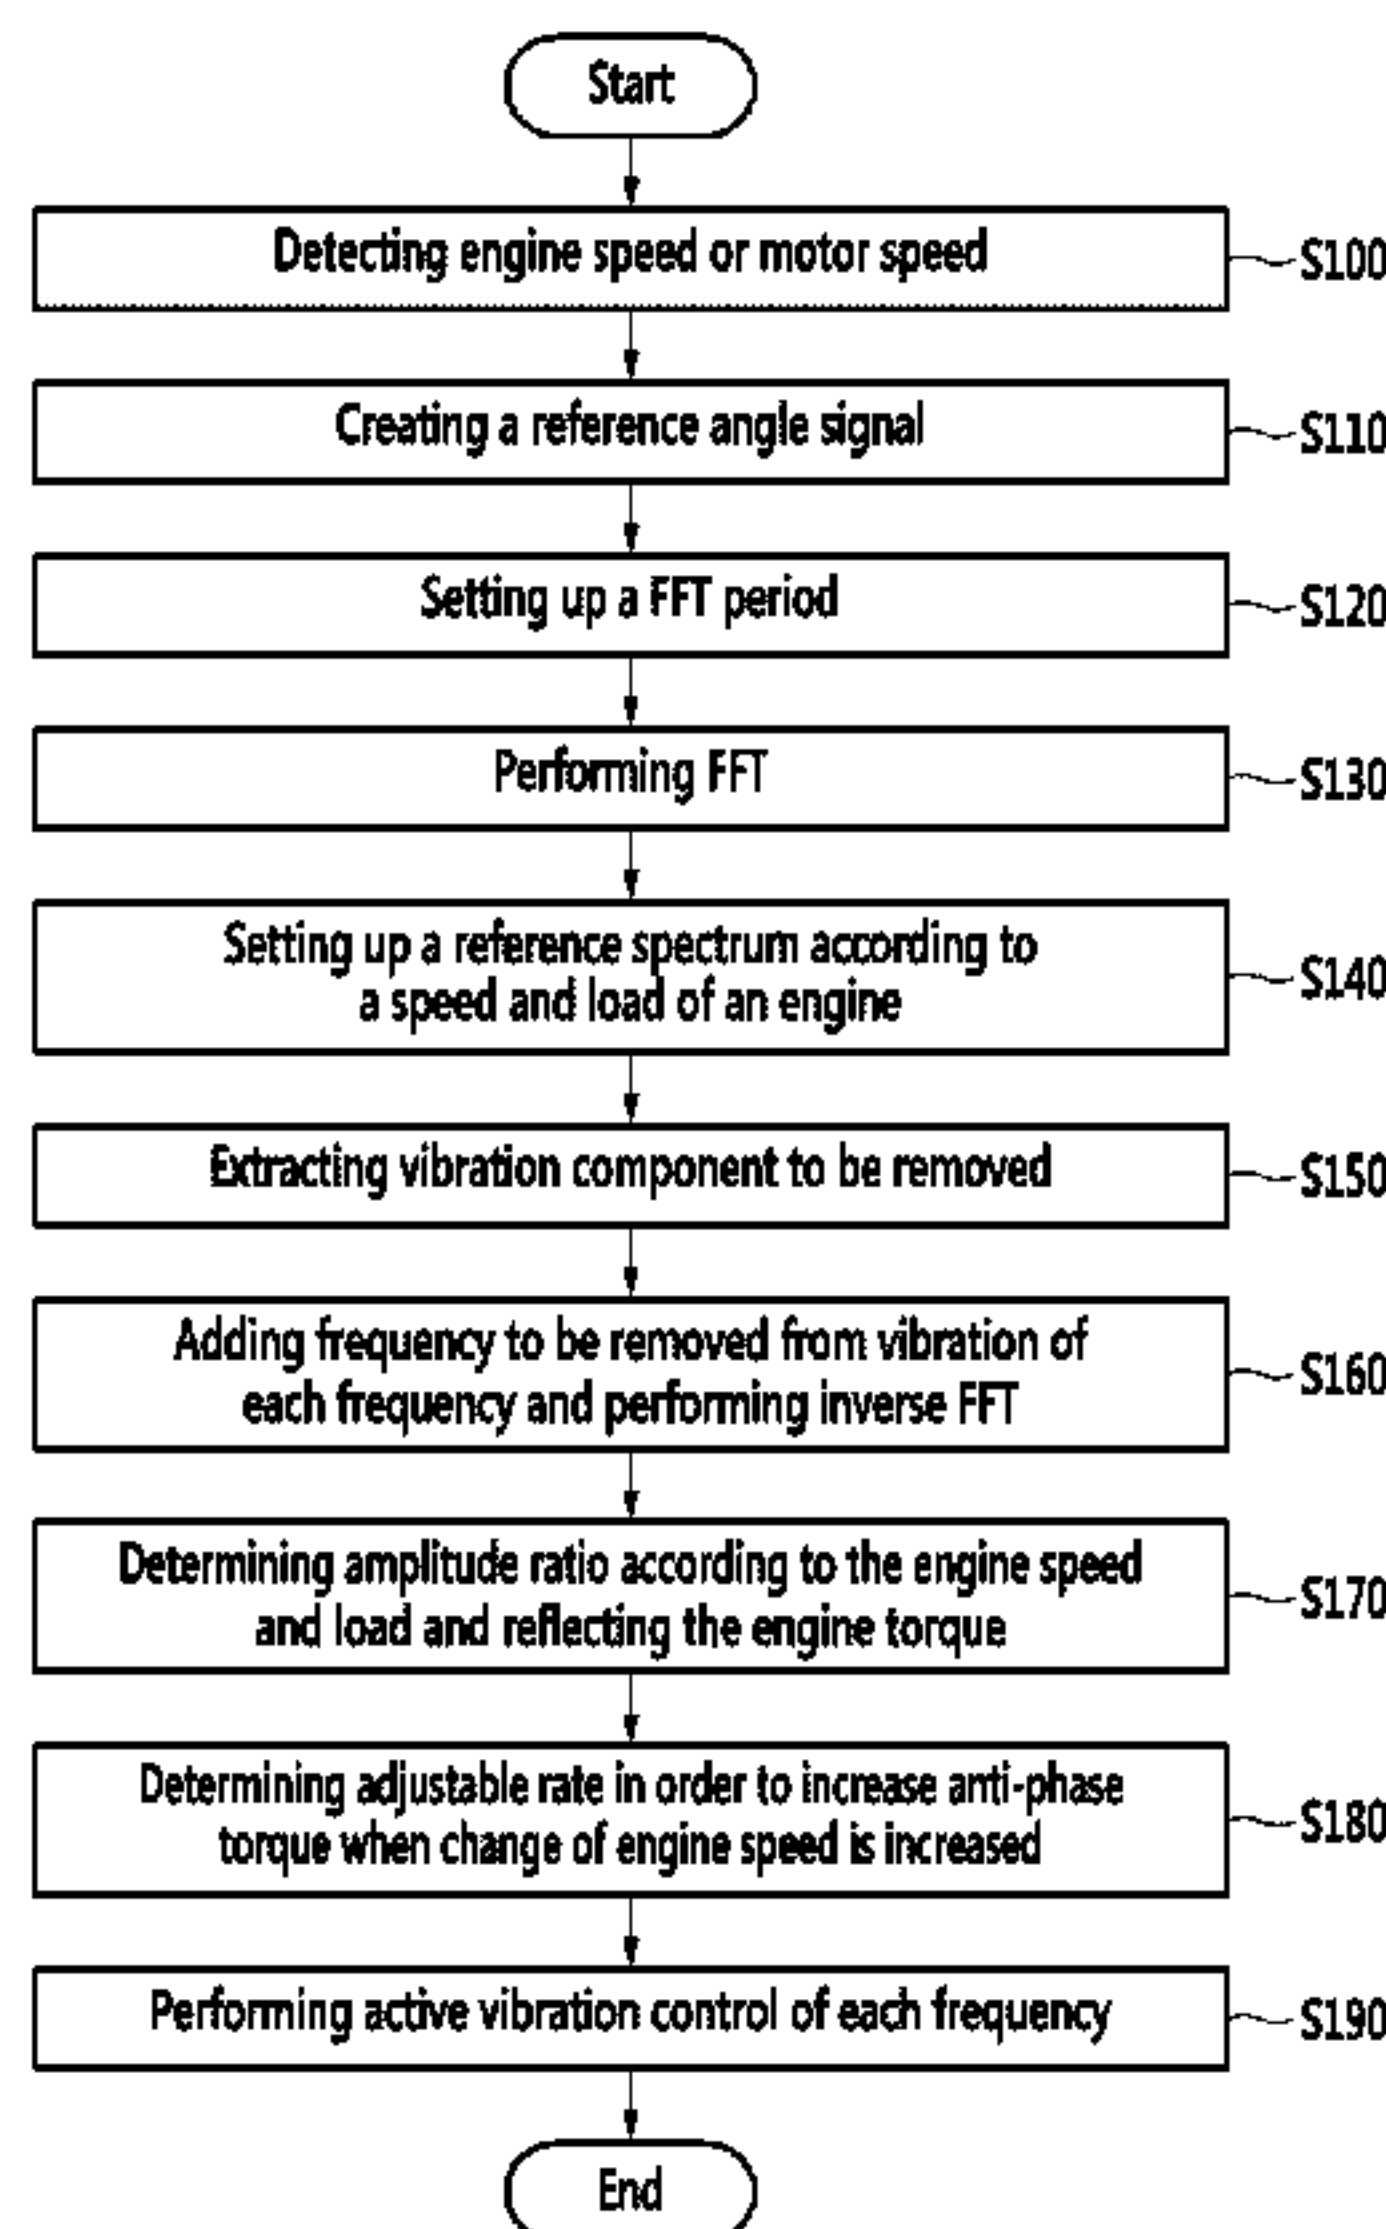 Start
Detecting engine speed or motor speed
S100
Creating a reference angle signal
S110
Setting up a FFT period
S120
Performing FFT
S130
Setting up a reference spectrum according to
a speed and load of an engine
S140
Extracting vibration component to be removed
S150
Adding frequency to be removed from vibration of
each frequency and performing inverse FFT
S160
Determining amplitude ratio according to the engine speed
and load and reflecting the engine torque
S170
Determining adjustable rate in order to increase anti-phase
torque when change of engine speed is increased
S180
Performing active vibration control of each frequency
S190
End